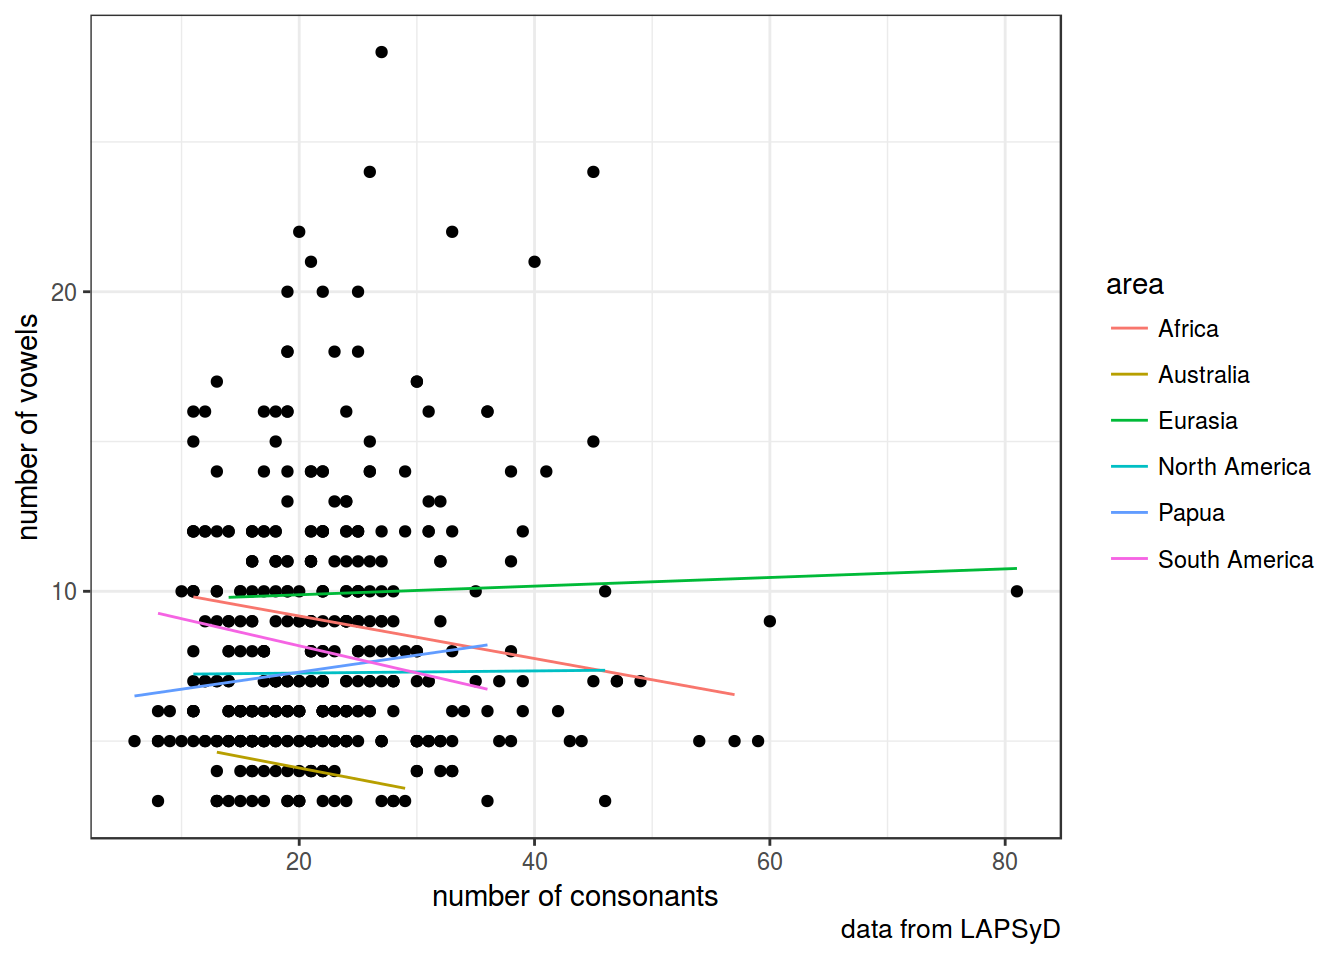 20
10
number of vowels
20
40
60
80
number of consonants
data from LAPSyD
area
Africa
Australia
Eurasia
North America
Papua
South America